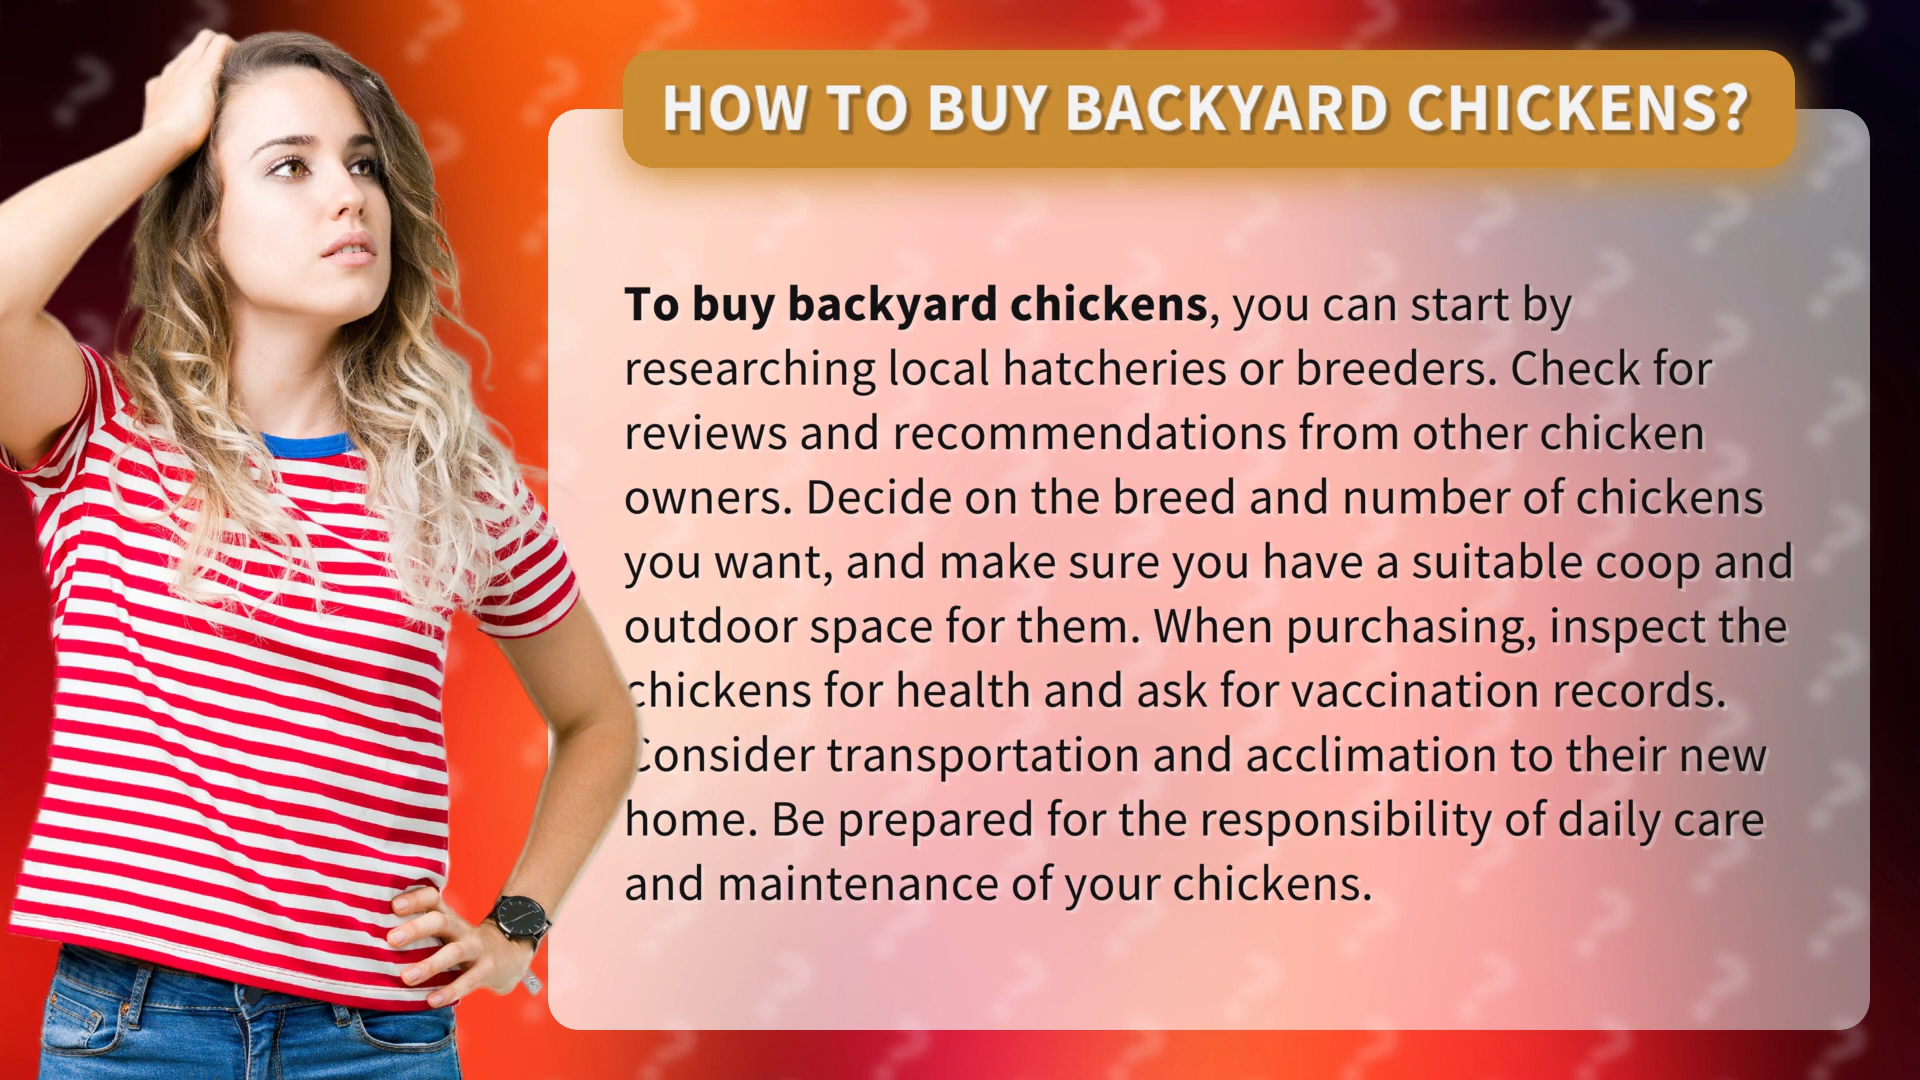 HOW TO BUY BACKYARD CHICKENS?
To buy backyard chickens, you can start by
researching local hatcheries or breeders. Check for
reviews and recommendations from other chicken
owners. Decide on the breed and number of chickens
you want, and make sure you have a suitable coop and
outdoor space for them. When purchasing, inspect the
chickens for health and ask for vaccination records.
Consider transportation and acclimation to their new
home. Be prepared for the responsibility of daily care
and maintenance of your chickens.